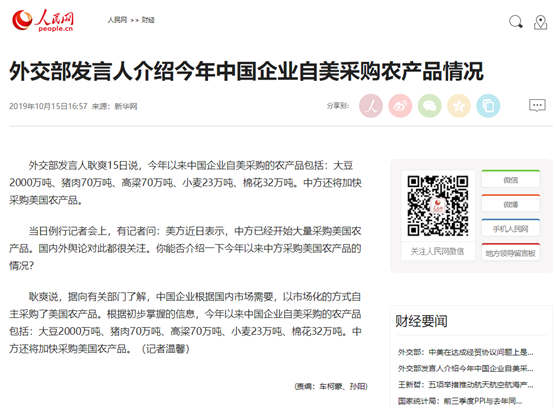 人民网
people.cn
人民网 >> 财经
外交部发言人介绍今年中国企业自美采购农产品情况
2019年10月15日16:57 来源：新华网
分享到：
人
外交部发言人耿爽15日说，今年以来中国企业自美采购的农产品包括：大豆
2000万吨、猪肉70万吨、高粱70万吨、小麦23万吨、棉花32万吨。中方还将加快
采购美国农产品。
当日例行记者会上，有记者问：美方近日表示，中方已经开始大量采购美国农
产品。国内外舆论对此都很关注。你能否介绍一下今年以来中方采购美国农产品的
情况？
耿爽说，据向有关部门了解，中国企业根据国内市场需要，以市场化的方式自
主采购了美国农产品。根据初步掌握的信息，今年以来中国企业自美采购的农产品
包括：大豆2000万吨、猪肉70万吨、高粱70万吨、小麦23万吨、棉花32万吨。中
方还将加快采购美国农产品。（记者温馨）
(责编：车柯蒙、孙阳)
关注人民网微信
微信
微博
手机人民网
地方领导留言板
财经要闻
外交部：中美在达成经贸协议问题上是...
外交部发言人介绍今年中国企业自美采...
王新哲：五项举措推动航天航空航海产...
国家统计局：前三季度PPI与去年同...